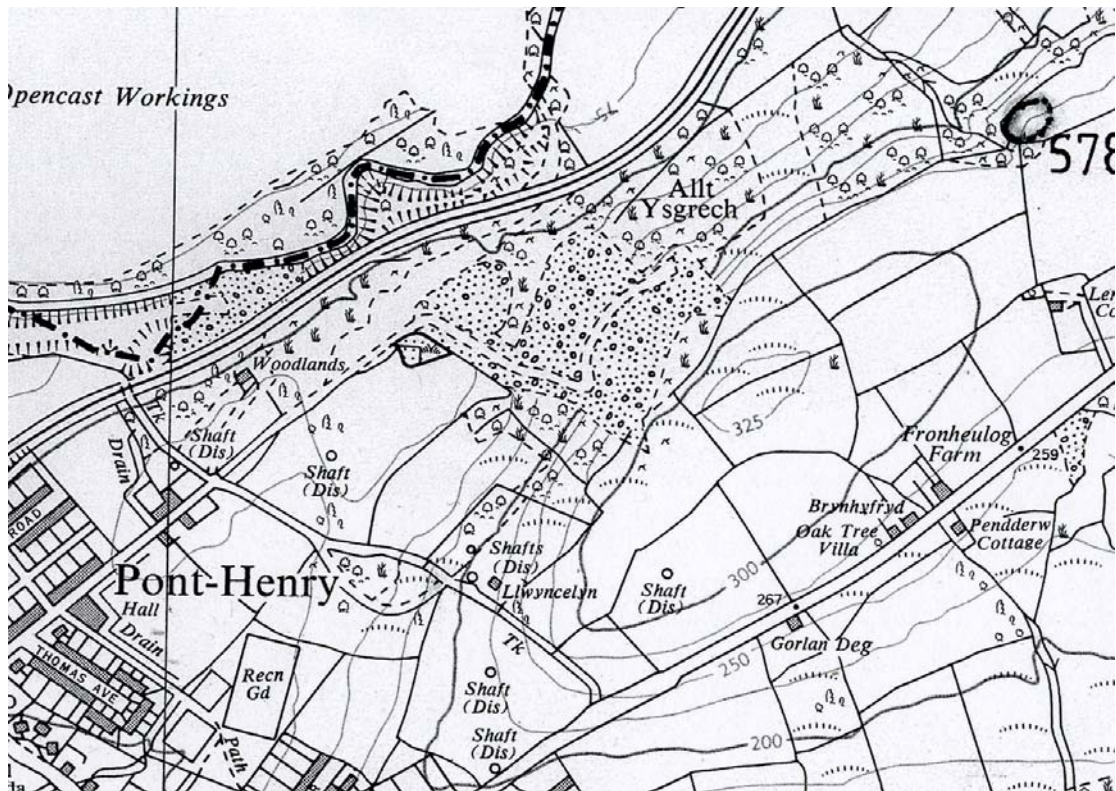 Opencast Workings
Allt
Ysgrech
578
Woodlands
Tk
Drain
Shaft
(Dis)
Shaft
(Dis)
325
Fronheulog
Farm
259
ROAD
Brynhyfryd
Oak Tree
Villa
Pendderw
Cottage
Shafts
(Dis)
Pont-Henry
Llwyncelyn
Shaft
(Dis)
300
267
Hall
Drain
Tk
Gorlan Deg
250
THOMAS AVE
Recn
Gd
Shaft
(Dis)
Shaft
(Dis)
200
Path